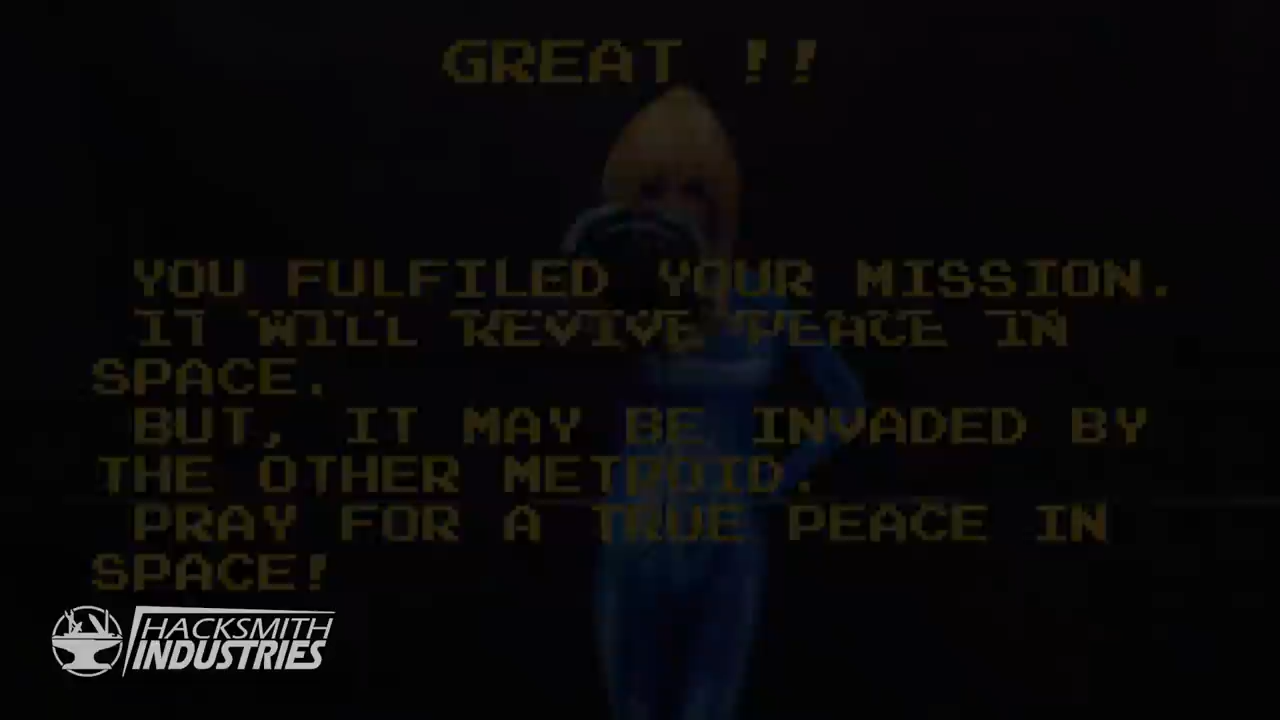 GREAT !!
YOU FULFILED YOUR MISSION.
IT WILL REVIVE PEACE IN
SPACE.
BUT, IT MAY BE INVADED BY
THE OTHER METROID.
PRAY FOR A TRUE PEACE IN
SPACE!
HACKSMITH
INDUSTRIES